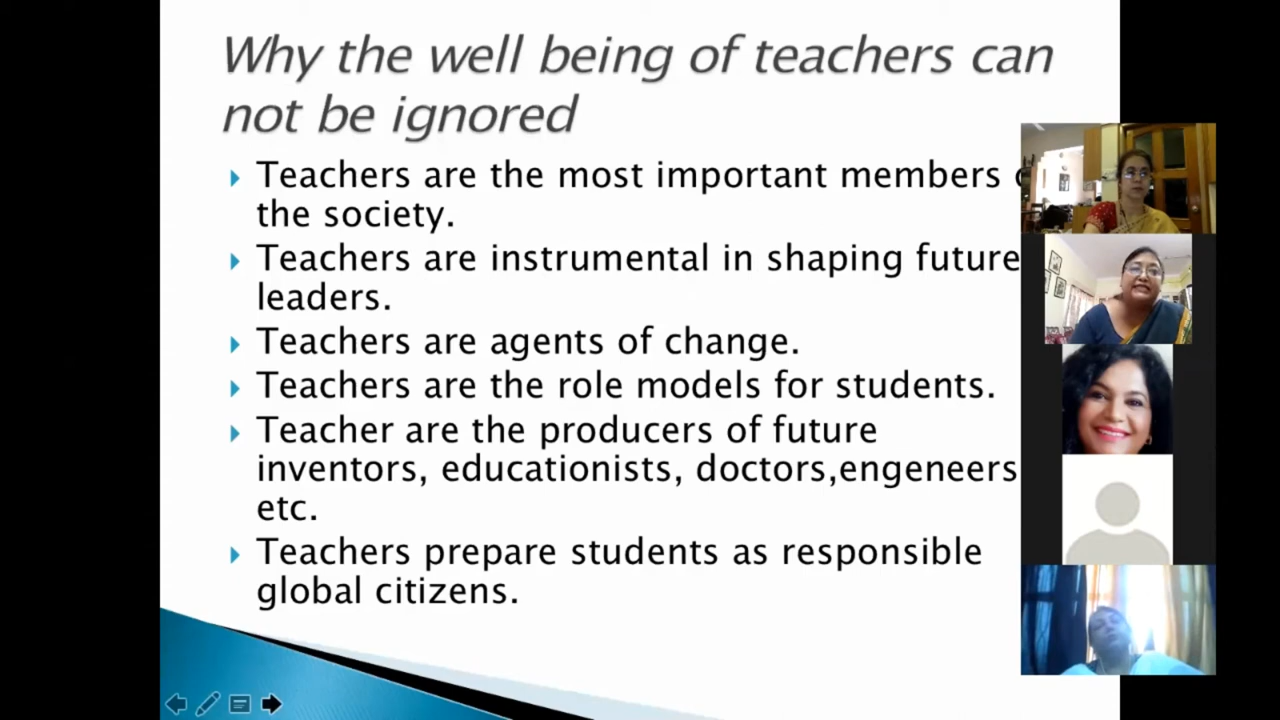 Why the well being of teachers can
not be ignored
Teachers are the most important members
the society.
Teachers are instrumental in shaping future
leaders.
Teachers are agents of change.
Teachers are the role models for students.
Teacher are the producers of future
inventors, educationists, doctors,engeneers
etc.
Teachers prepare students as responsible
global citizens.